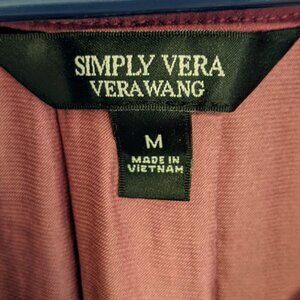 SIMPLY VERA
VERAWANG
M
MADE IN
VIETNAM